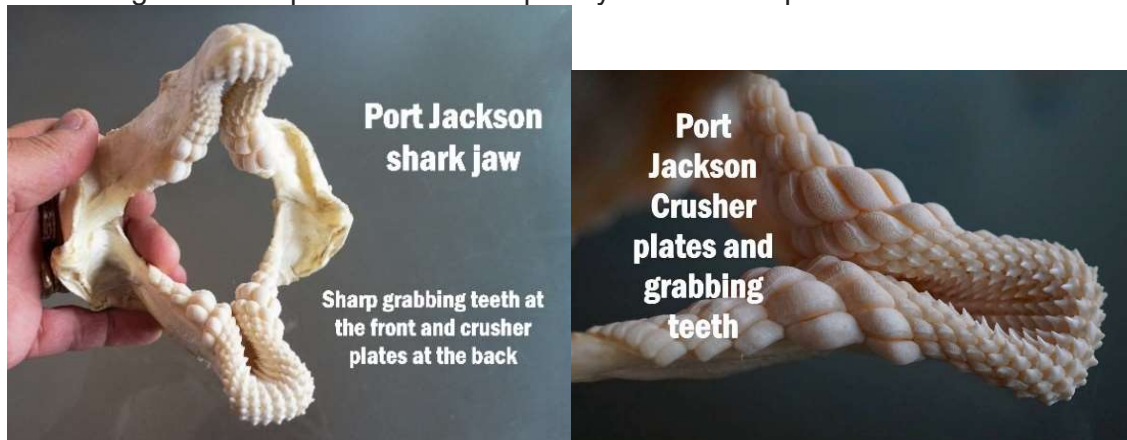 Port Jackson
shark jaw
Sharp grabbing teeth at
the front and crusher
plates at the back
Port
Jackson
Crusher
plates and
grabbing
teeth